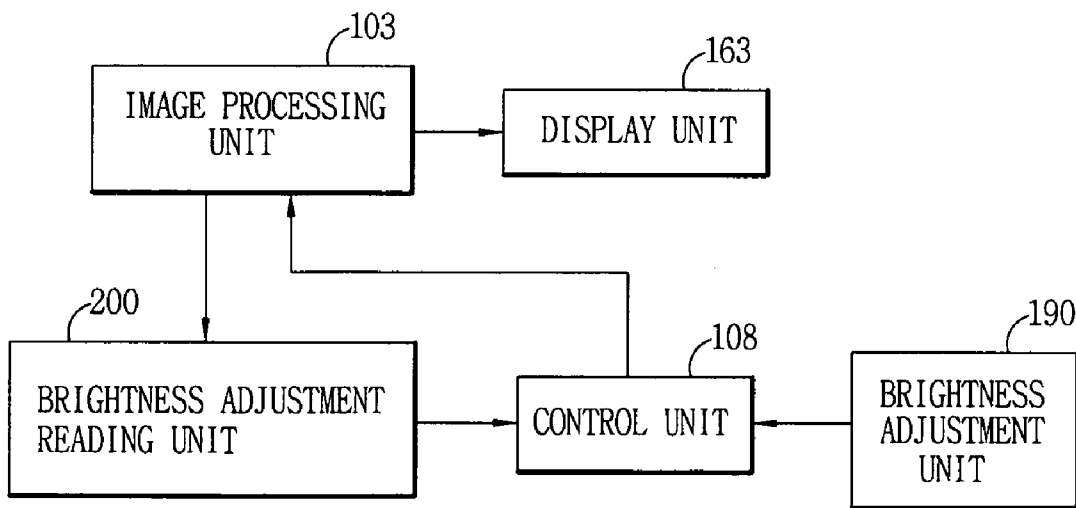 103
IMAGE PROCESSING
UNIT
163
DISPLAY UNIT
200
BRIGHTNESS ADJUSTMENT
READING UNIT
108
CONTROL UNIT
190
BRIGHTNESS
ADJUSTMENT
UNIT